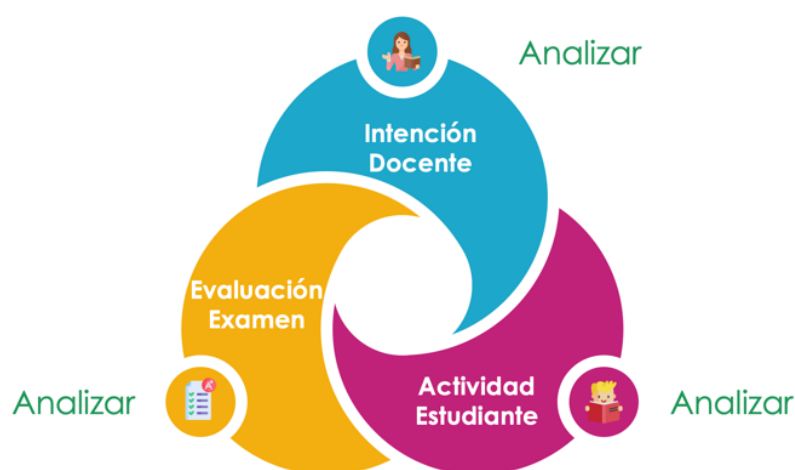 Analizar
Intención
Docente
Evaluación
Examen
Actividad
Estudiante
Analizar
Analizar